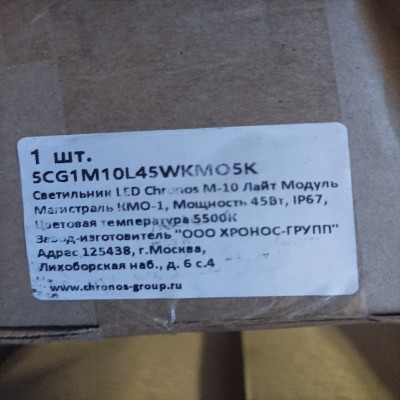 1 шт.
5CG1M10L45WKMO5K
Светильник LED Chronos М-10 Лайт Модуль
Магистраль КМО-1, Мощность 45Вт, IP67,
Цветовая температура 5500К
Завод-изготовитель "ООО ХРОНОС-ГРУПП"
Адрес 125438, г.Москва,
Лихоборская наб., д. 6 с.4
www.chronos-group.ru